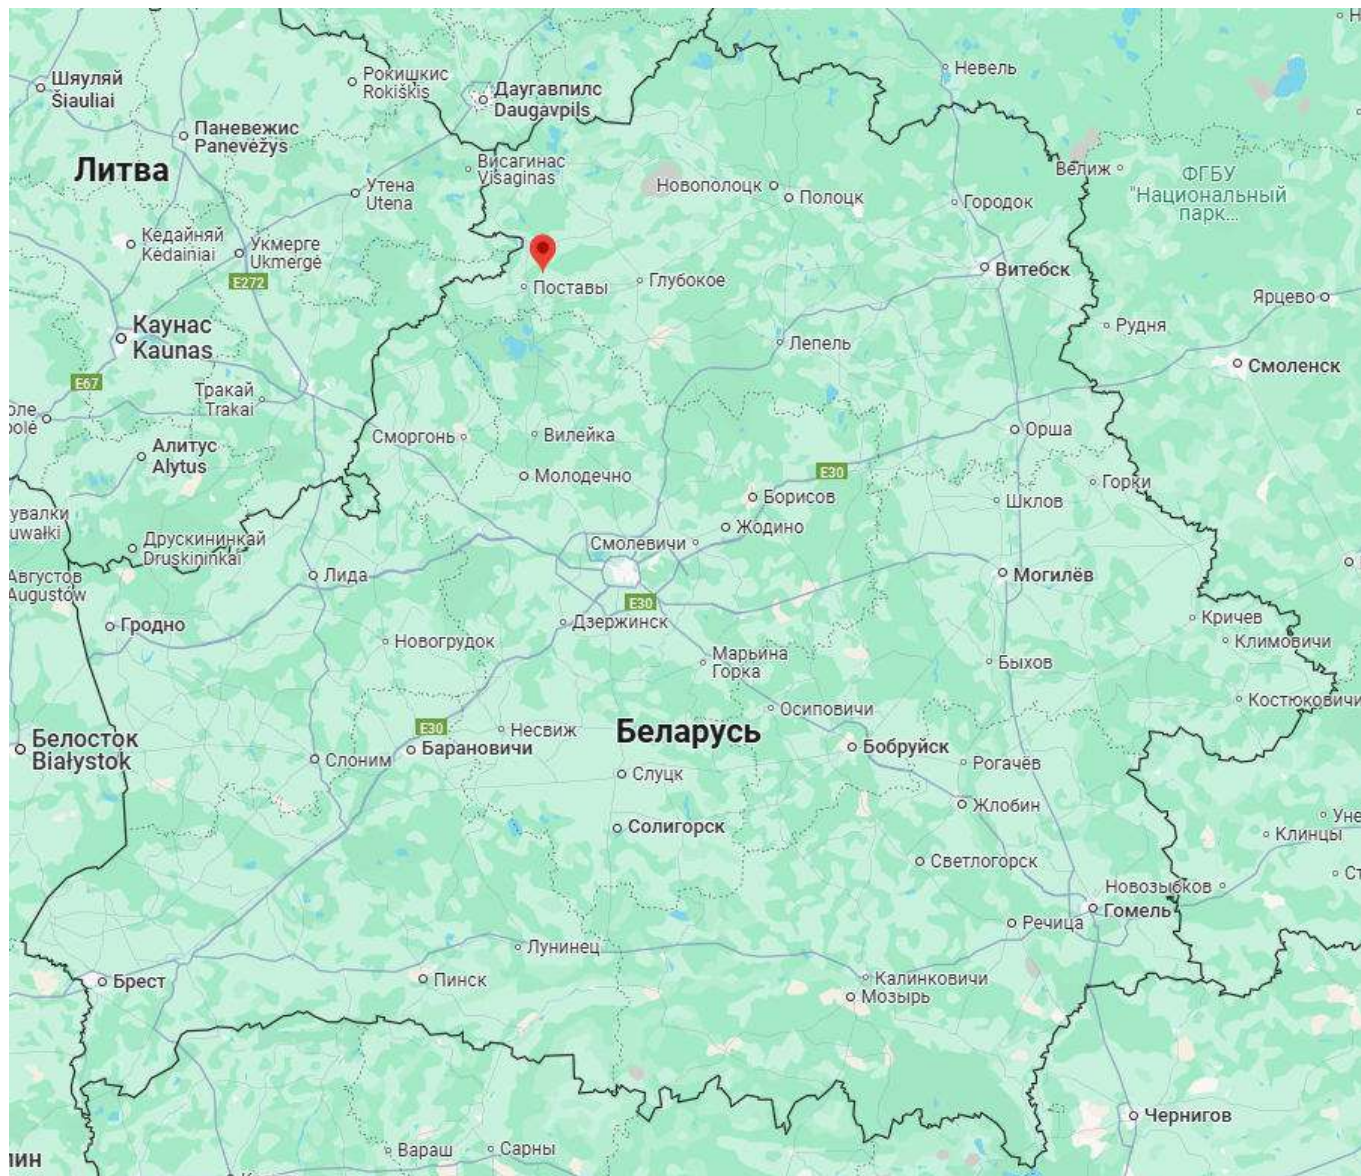 Шяуляй
Šiauliai
Рокишкис
Rokiškis
Даугавпилс
Daugavpils
Невель
Паневежис
Panevėžys
Литва
Висагинас
Visaginas
Утена
Utena
Новополоцк
Полоцк
Городок
Велиж
ФГБУ
"Национальный
парк...
Кедайняй
Kėdainiai
Укмерге
Ukmergė
E272
Поставы
Глубокое
Витебск
Ярцево
Каунас
Kaunas
Лепель
Рудня
Смоленск
E67
Тракай
Trakai
Сморгонь
Вилейка
Орша
Алитус
Alytus
Молодечно
E30
Борисов
Шклов
Горки
Жодино
Смолевичи
Друскининкай
Druskininkai
Августов
Augustów
Лида
Могилёв
E30
Гродно
Дзержинск
Новогрудок
Кричев
Климовичи
Марьина
Горка
Быхов
Осиповичи
Костюковичи
E30
Несвиж
Беларусь
Белосток
Białystok
Барановичи
Бобруйск
Слоним
Слуцк
Рогачёв
Жлобин
Солигорск
Клинцы
Светлогорск
Новозыбков
Гомель
Речица
Лунинец
Брест
Пинск
Калинковичи
Мозырь
Чернигов
Вараш
Сарны